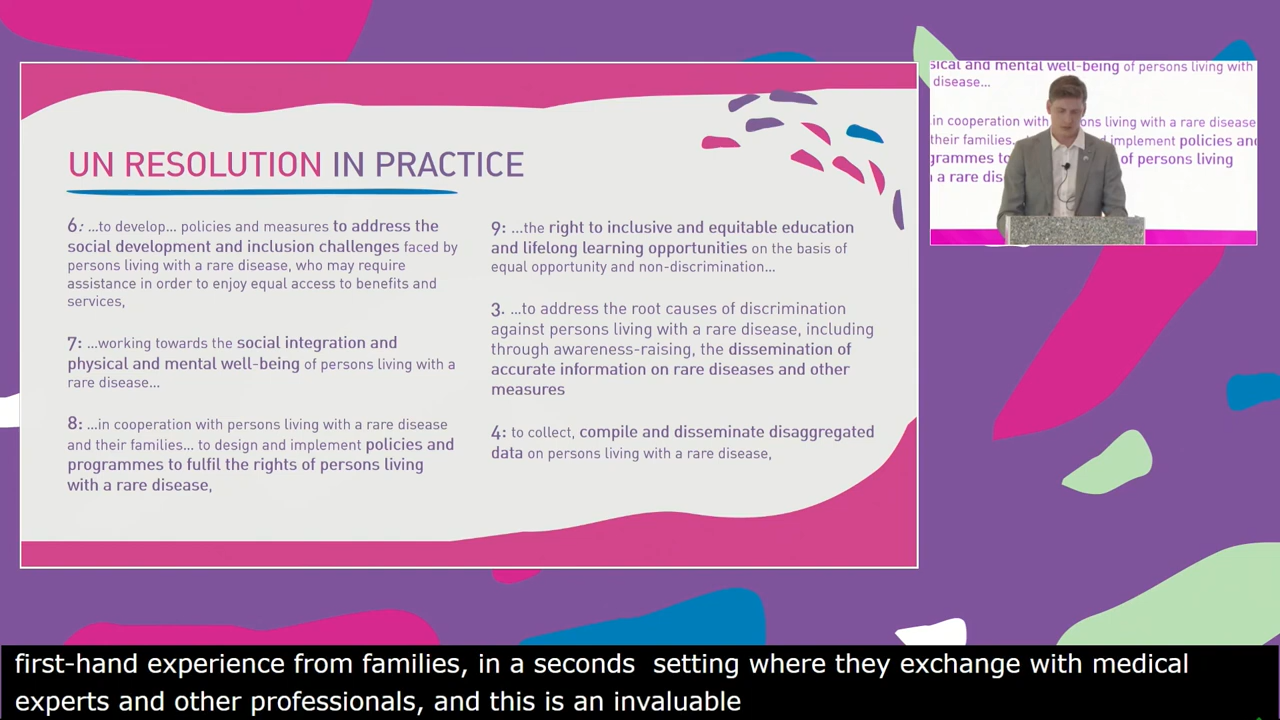 UN RESOLUTION IN PRACTICE
6: ...to develop... policies and measures to address the
social development and inclusion challenges faced by
persons living with a rare disease, who may require
assistance in order to enjoy equal access to benefits and
services,
7: ...working towards the social integration and
physical and mental well-being of persons living with a
rare disease...
8: ...in cooperation with persons living with a rare disease
and their families... to design and implement policies and
programmes to fulfil the rights of persons living
with a rare disease,
9: ...the right to inclusive and equitable education
and lifelong learning opportunities on the basis of
equal opportunity and non-discrimination...
3. ...to address the root causes of discrimination
against persons living with a rare disease, including
through awareness-raising, the dissemination of
accurate information on rare diseases and other
measures
4: to collect, compile and disseminate disaggregated
data on persons living with a rare disease,
and mental well-being of persons living with
disease...
in cooperation with living with a rare disease
their families... implement policies
to of persons living
a rare
first-hand experience from families, in a seconds setting where they exchange with medical
experts and other professionals, and this is an invaluable